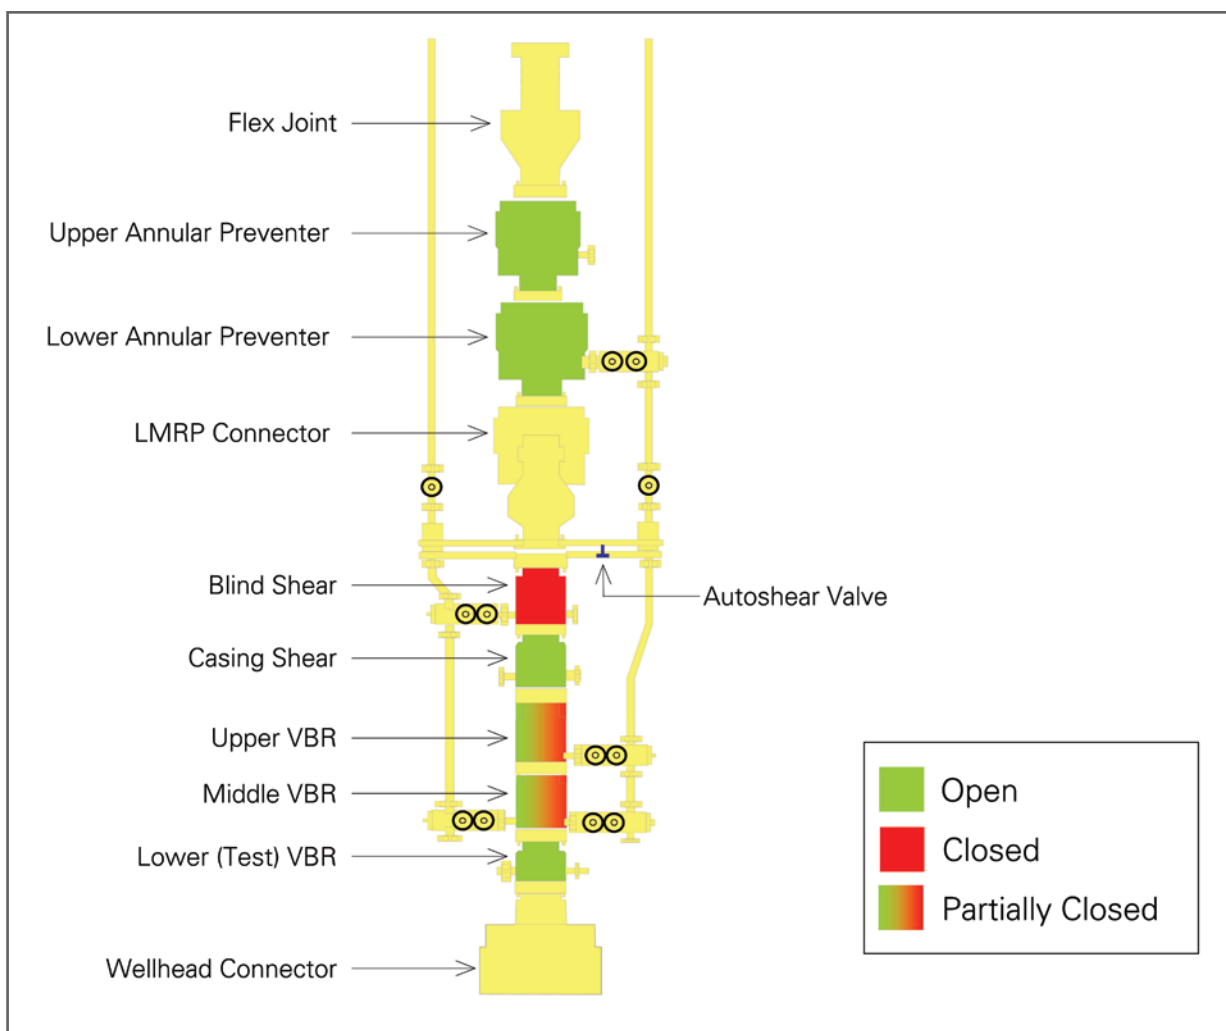 Flex Joint
Upper Annular Preventer
Lower Annular Preventer
LMRP Connector
Blind Shear
Autoshear Valve
Casing Shear
Upper VBR
Middle VBR
Lower (Test) VBR
Wellhead Connector
Open
Closed
Partially Closed